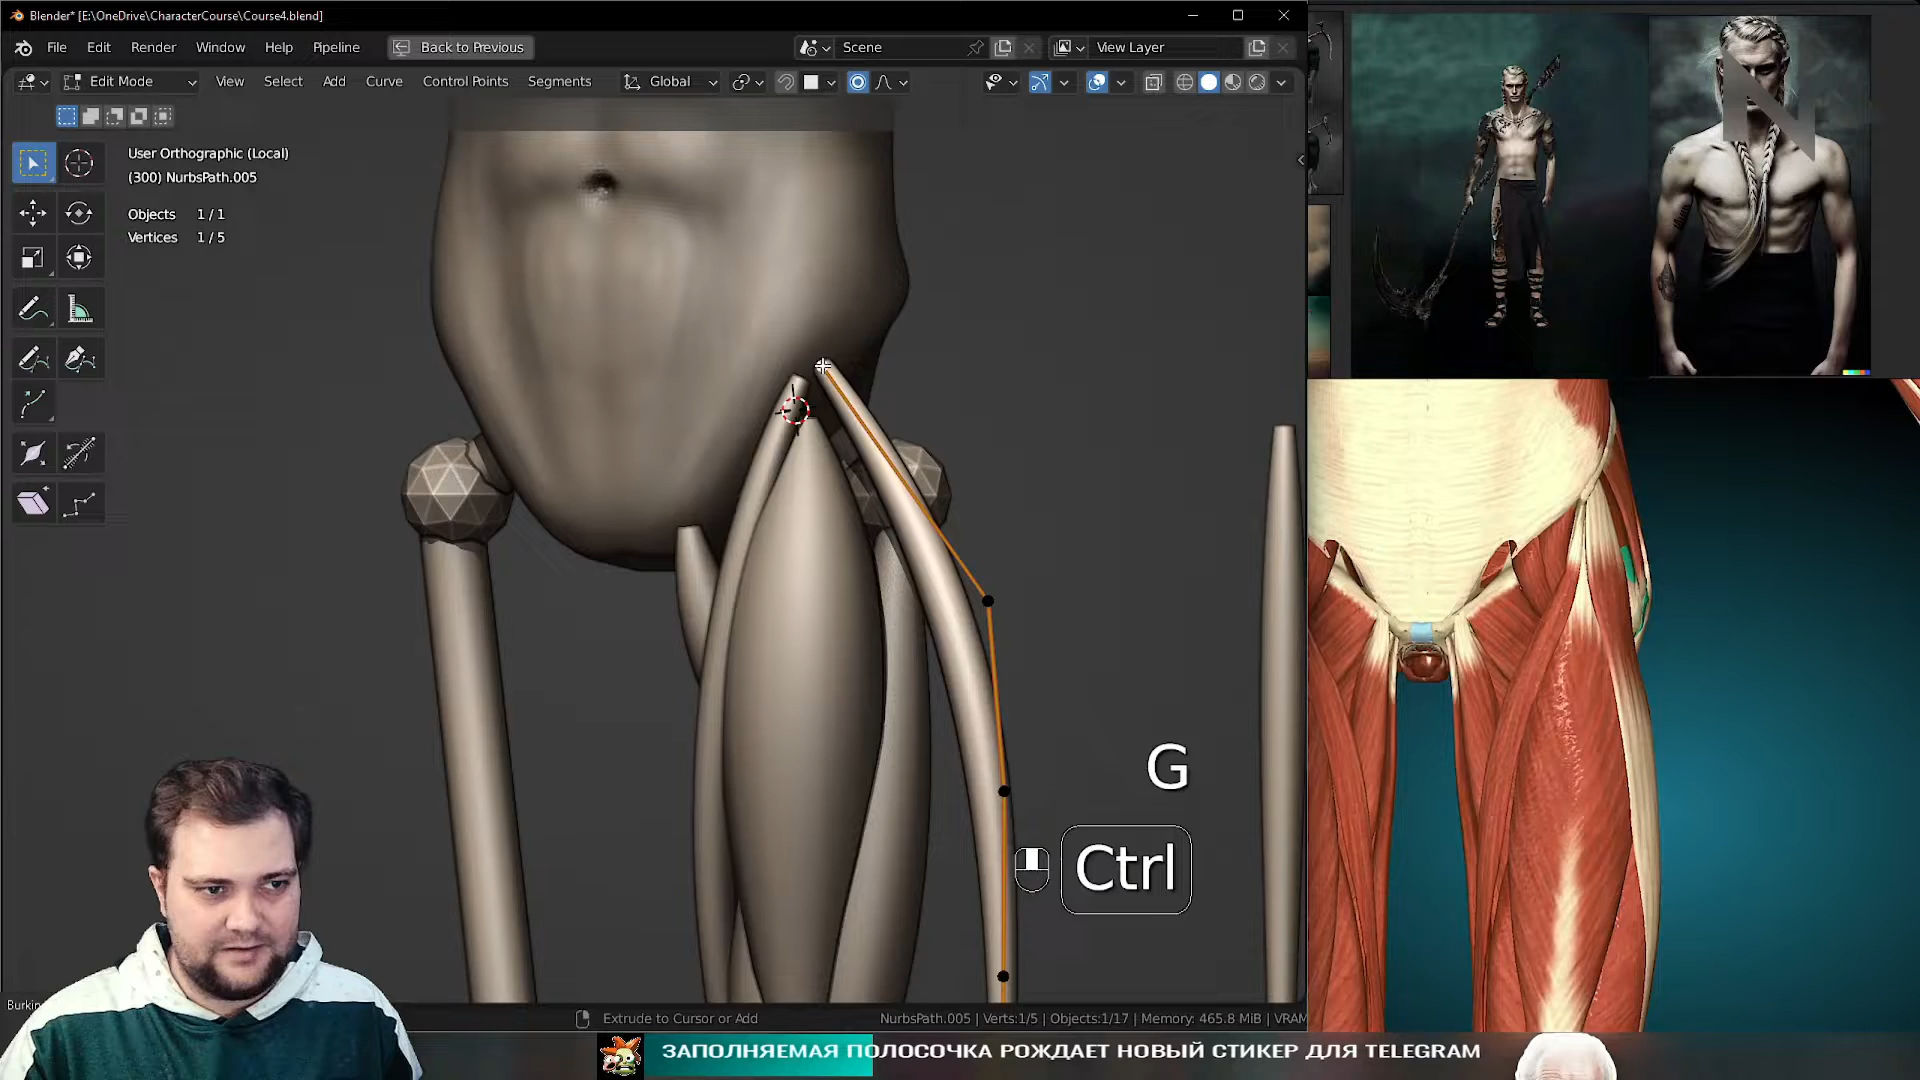 Blender* [E:\OneDrive\CharacterCourse\Course4.blend]
File Edit Render Window Help Pipeline Back to Previous Scene View Layer
Edit Mode View Select Add Curve Control Points Segments Global
User Orthographic (Local)
(300) NurbsPath.005
Objects 1 / 1
Vertices 1 / 5
G
Ctrl
Extrude to Cursor or Add NurbsPath.005 | Verts:1/5 | Objects:1/17 | Memory: 465.8 MiB | VRAM
ЗАПОЛНЯЕМАЯ ПОЛОСОЧКА РОЖДАЕТ НОВЫЙ СТИКЕР ДЛЯ TELEGRAM